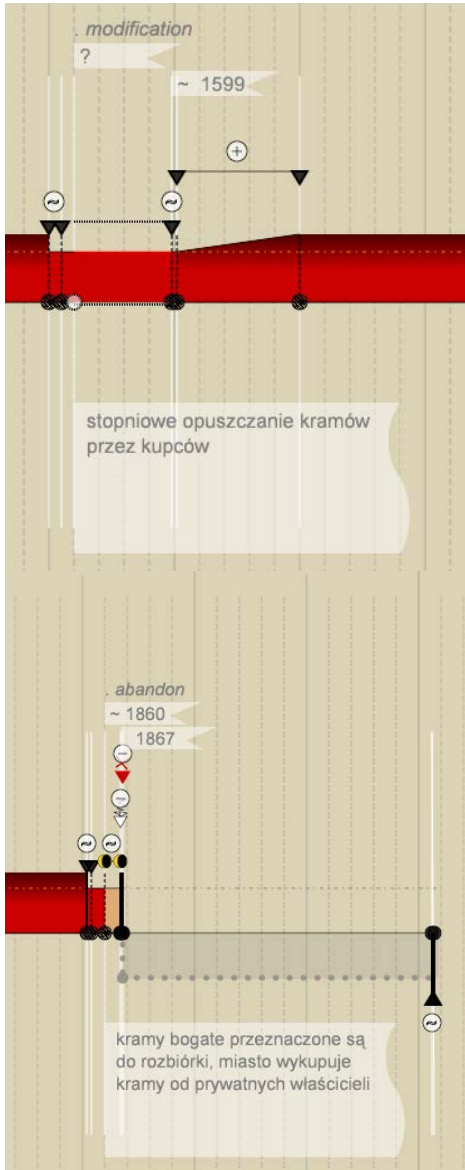 . modification
?
~ 1599
stopniowe opuszczanie kramów
przez kupców
. abandon
~ 1860
1867
kramy bogate przeznaczone są
do rozbiórki, miasto wykupuje
kramy od prywatnych właścicieli